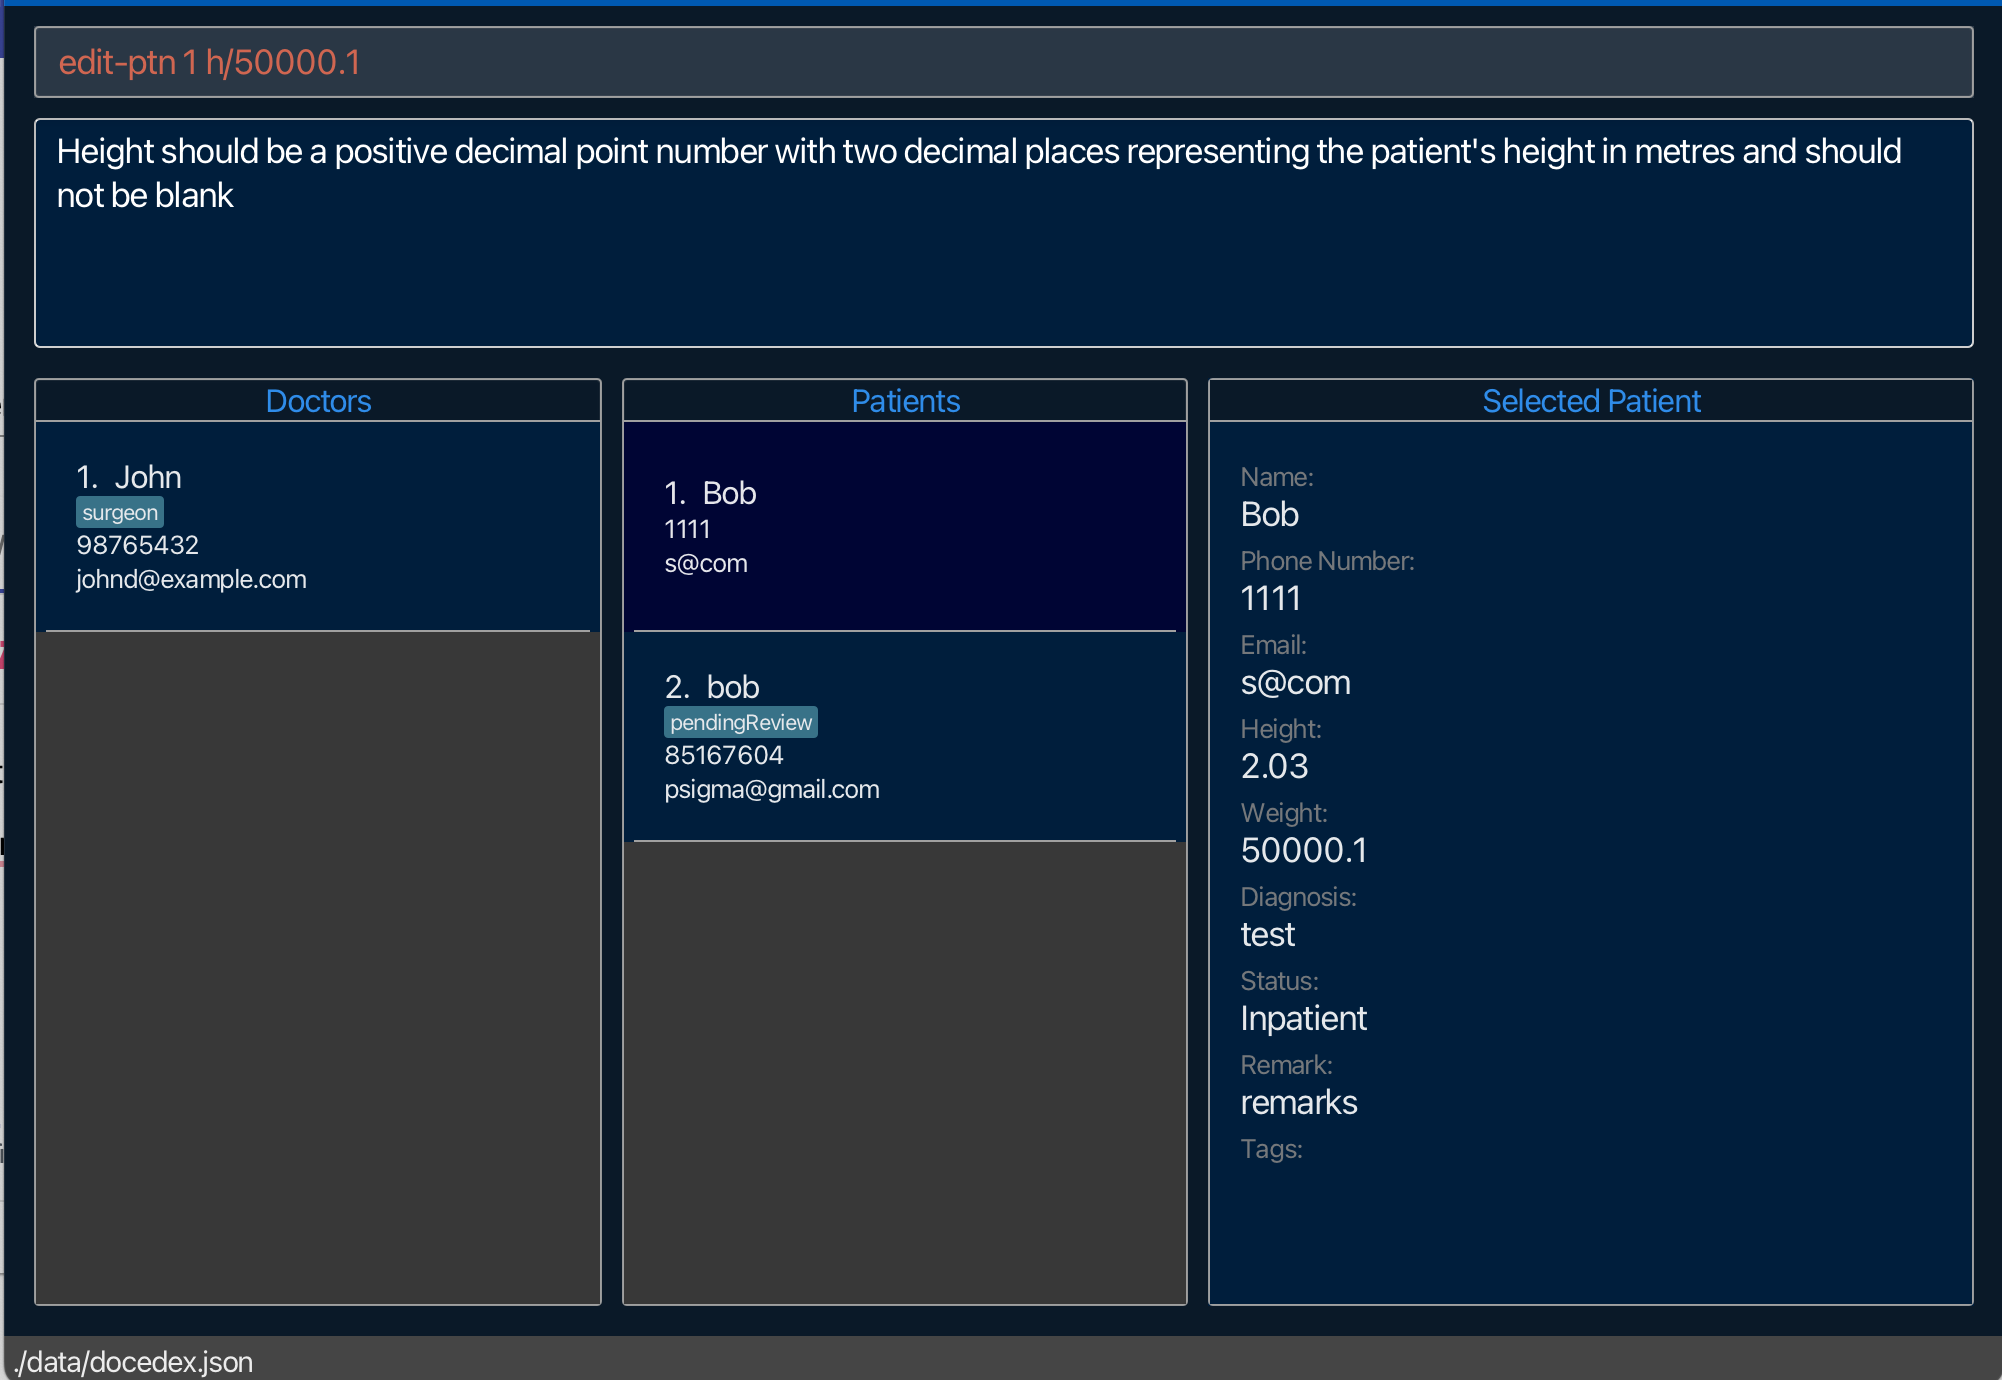 edit-ptn 1 h/50000.1
Height should be a positive decimal point number with two decimal places representing the patient's height in metres and should
not be blank
Doctors
1. John
surgeon
98765432
johnd@example.com
Patients
1. Bob
1111
s@com
2. bob
pendingReview
85167604
psigma@gmail.com
Selected Patient
Name:
Bob
Phone Number:
1111
Email:
s@com
Height:
2.03
Weight:
50000.1
Diagnosis:
test
Status:
Inpatient
Remark:
remarks
Tags:
./data/docedex.json